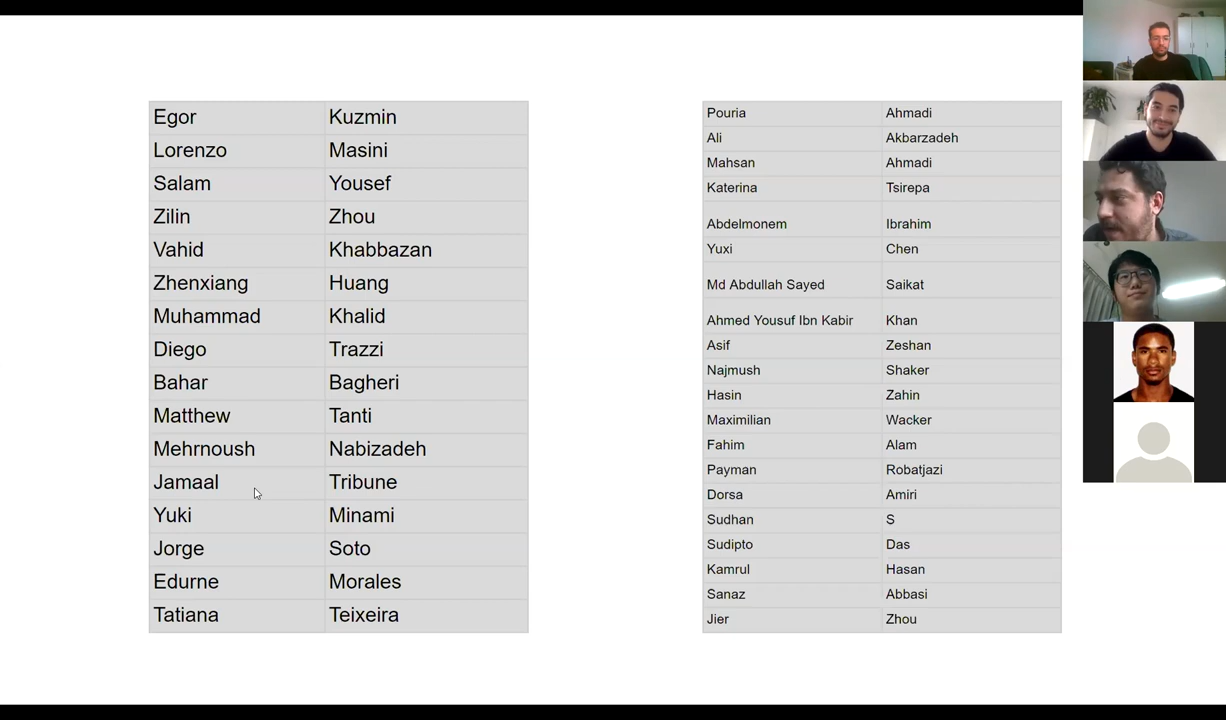 Egor Kuzmin
Lorenzo Masini
Salam Yousef
Zilin Zhou
Vahid Khabbazan
Zhenxiang Huang
Muhammad Khalid
Diego Trazzi
Bahar Bagheri
Matthew Tanti
Mehrnoush Nabizadeh
Jamaal Tribune
Yuki Minami
Jorge Soto
Edurne Morales
Tatiana Teixeira
Pouria Ahmadi
Ali Akbarzadeh
Mahsan Ahmadi
Katerina Tsirepa
Abdelmonem Ibrahim
Yuxi Chen
Md Abdullah Sayed Saikat
Ahmed Yousuf Ibn Kabir Khan
Asif Zeshan
Najmush Shaker
Hasin Zahin
Maximilian Wacker
Fahim Alam
Payman Robatjazi
Dorsa Amiri
Sudhan S
Sudipto Das
Kamrul Hasan
Sanaz Abbasi
Jier Zhou